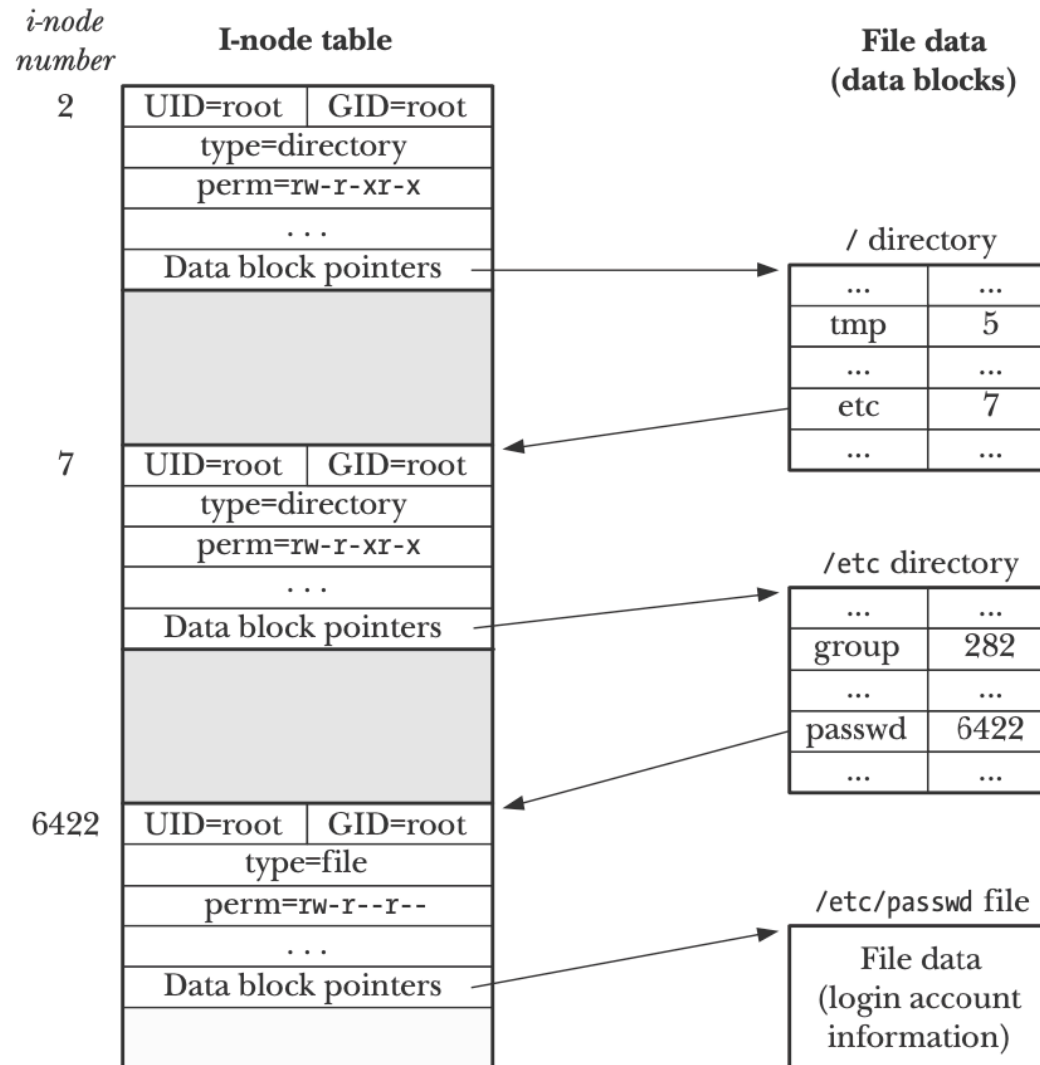 i-node
number
I-node table
File data
(data blocks)
2
UID=root GID=root
type=directory
perm=rw-r-xr-x
. . .
Data block pointers
/ directory
... ...
tmp 5
... ...
etc 7
... ...
7
UID=root GID=root
type=directory
perm=rw-r-xr-x
. . .
Data block pointers
/etc directory
... ...
group 282
... ...
passwd 6422
... ...
6422
UID=root GID=root
type=file
perm=rw-r--r--
. . .
Data block pointers
/etc/passwd file
File data
(login account
information)